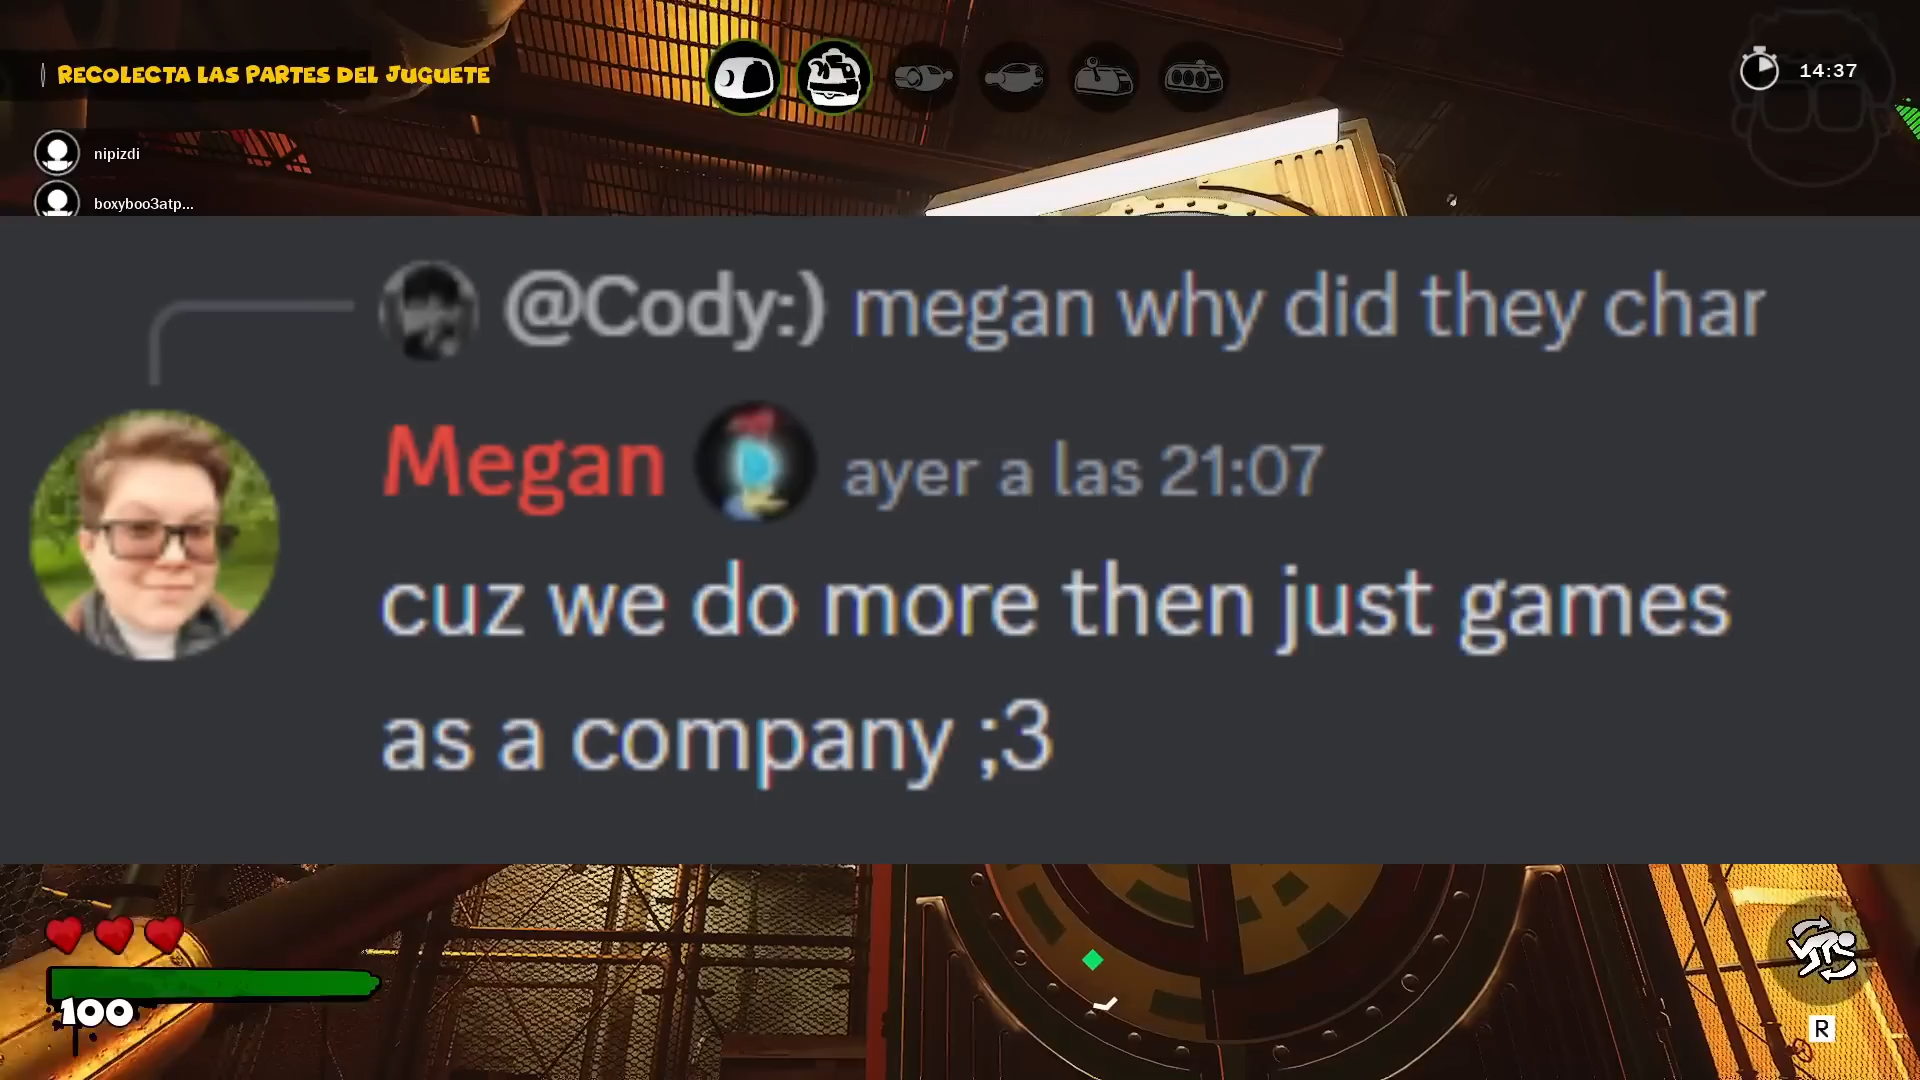 RECOLECTA LAS PARTES DEL JUGUETE
14:37
nipizdi
boxyboo3atp...
@Cody:) megan why did they char
Megan ayer a las 21:07
cuz we do more then just games
as a company ;3
100
R